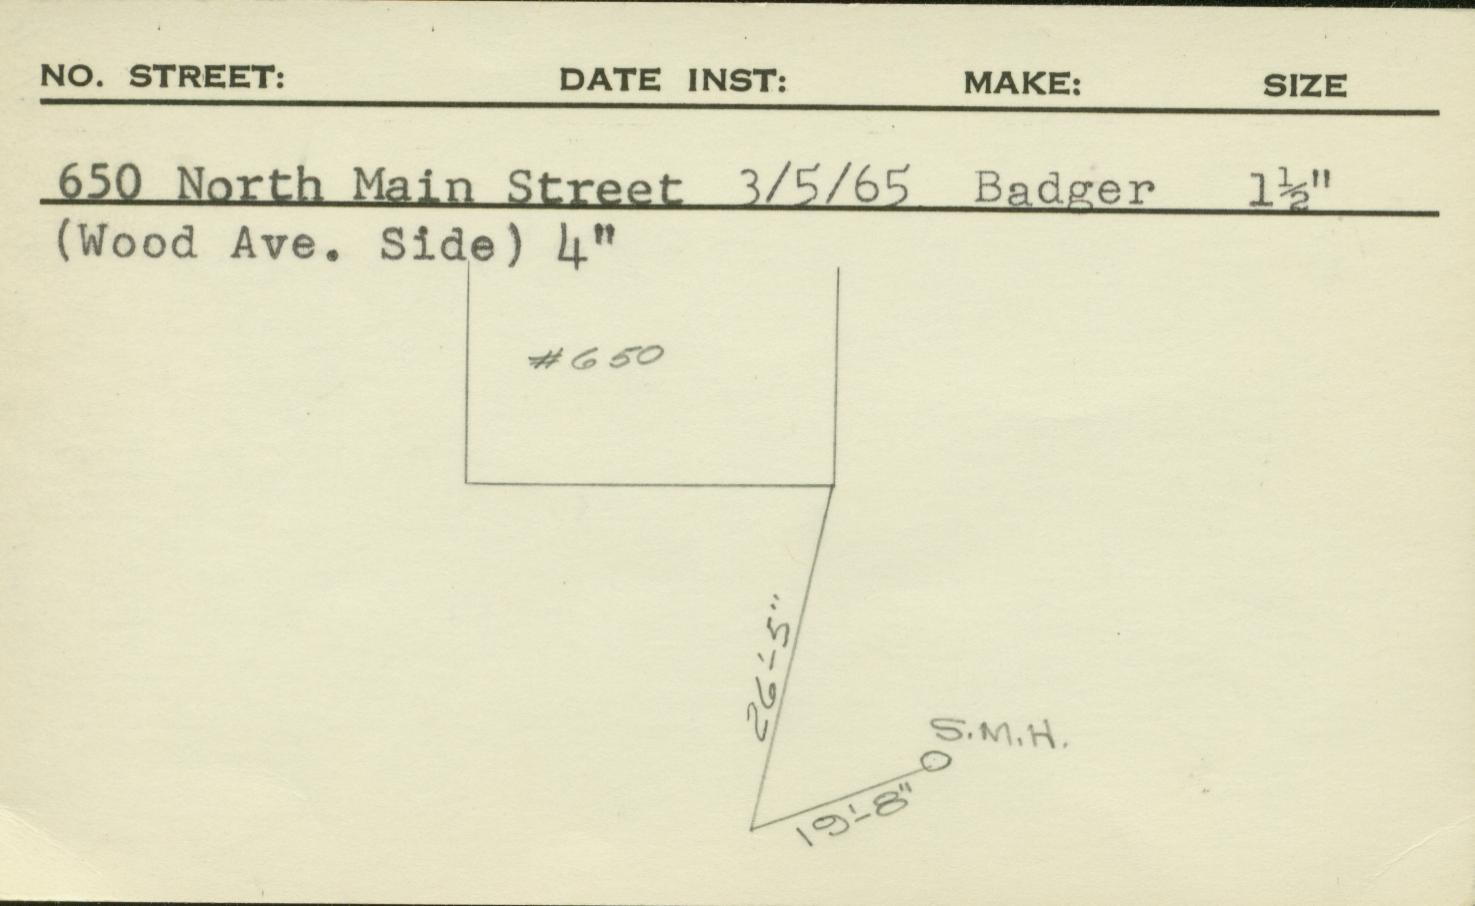 NO. STREET: DATE INST: MAKE: SIZE
650 North Main Street 3/5/65 Badger 1½"
(Wood Ave. Side) 4"
#650
26'-5"
S.M.H.
19'-8"